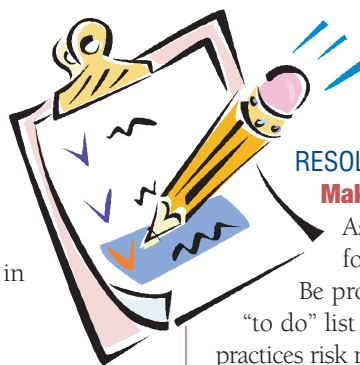 in
RESOL
Mak
As
fo
Be pro
“to do” list
practices risk